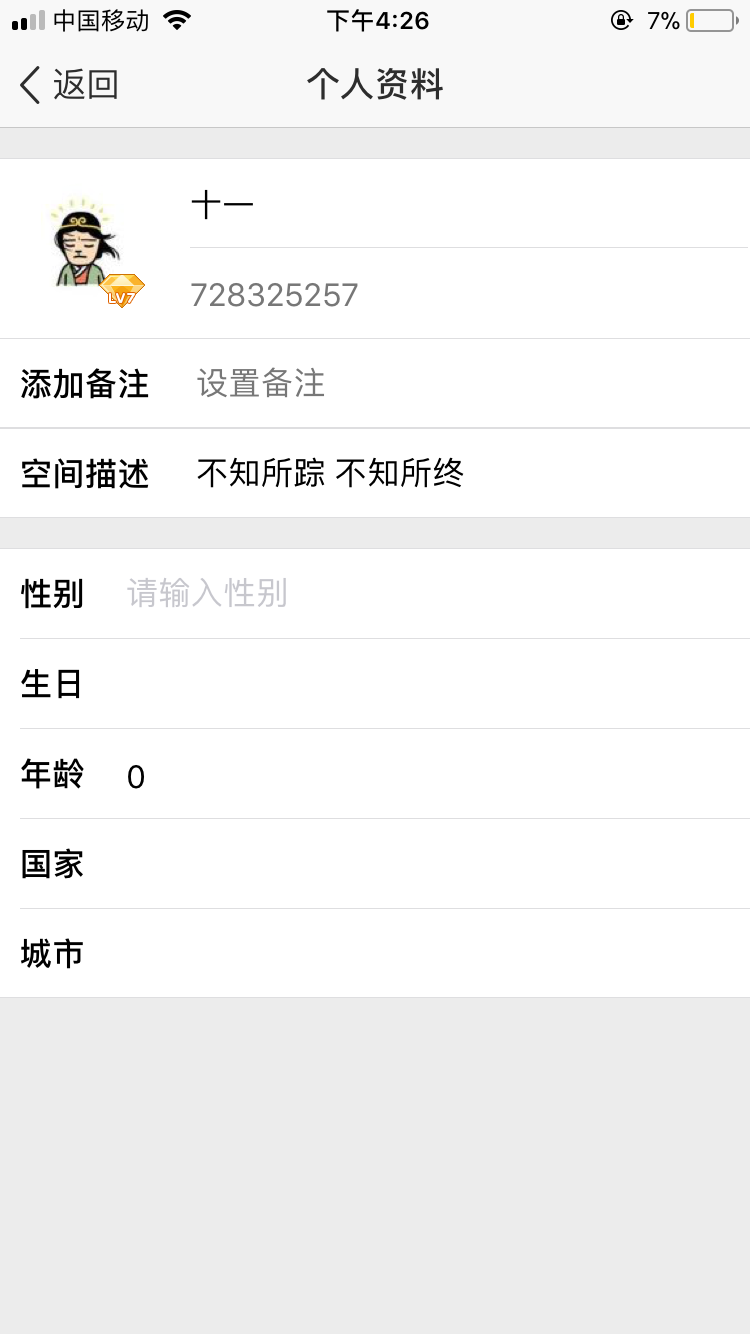 中国移动 下午4:26 7%
返回 个人资料
十一
LV7
728325257
添加备注 设置备注
空间描述 不知所踪 不知所终
性别 请输入性别
生日
年龄 0
国家
城市